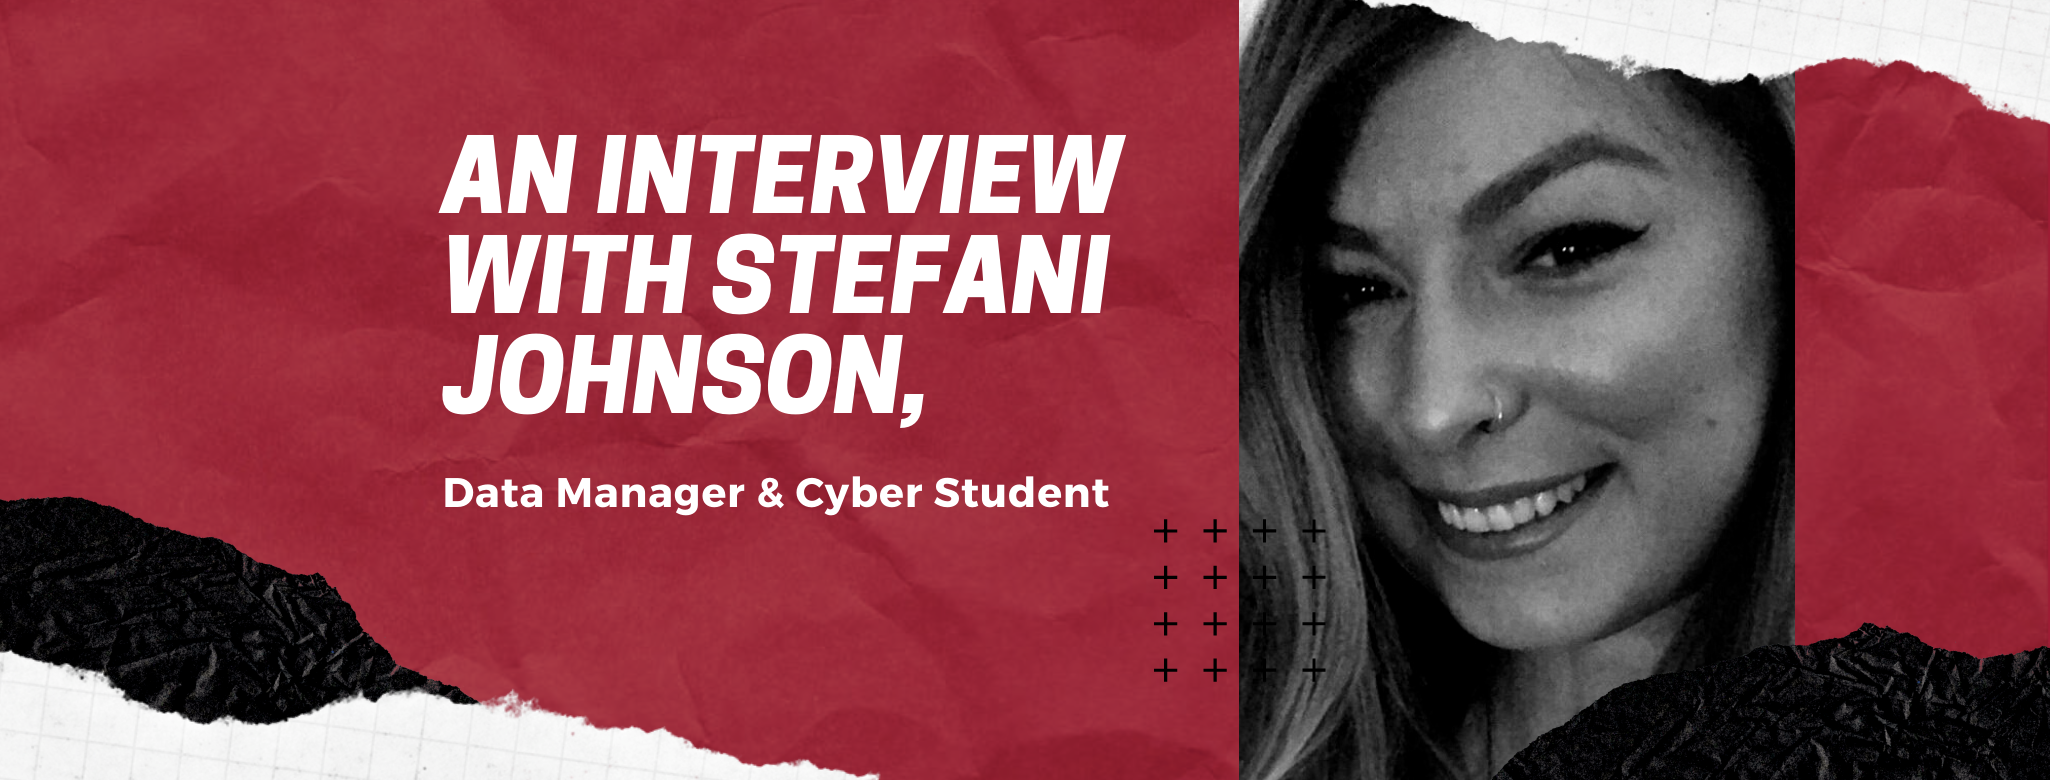 AN INTERVIEW
WITH STEFANI
JOHNSON,
Data Manager & Cyber Student